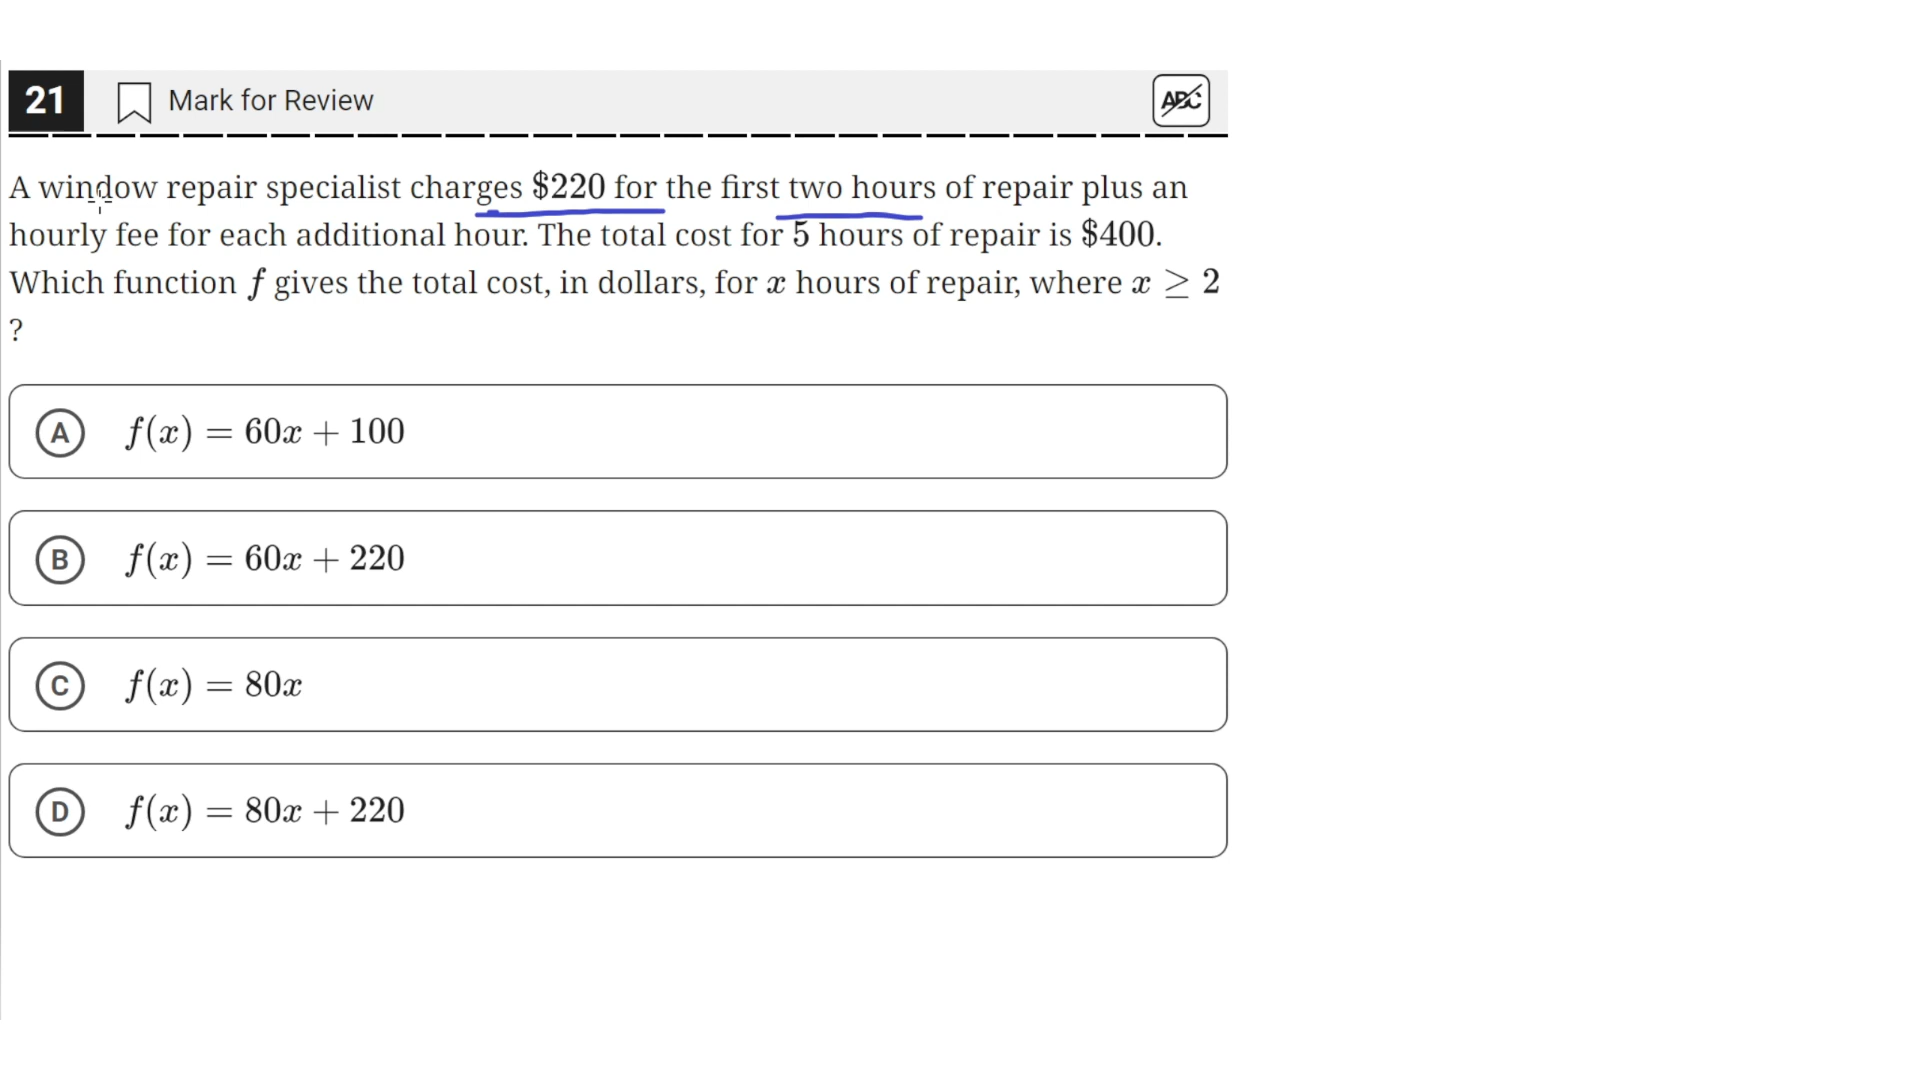 21 Mark for Review ABC
A window repair specialist charges $220 for the first two hours of repair plus an
hourly fee for each additional hour. The total cost for 5 hours of repair is $400.
Which function f gives the total cost, in dollars, for x hours of repair, where x ≥ 2
?
A f(x) = 60x + 100
B f(x) = 60x + 220
C f(x) = 80x
D f(x) = 80x + 220